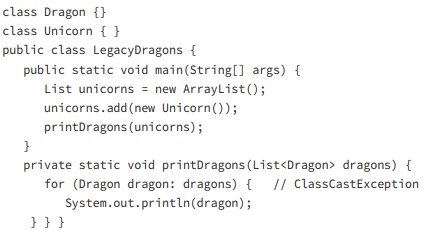 class Dragon {}
class Unicorn { }
public class LegacyDragons {
   public static void main(String[] args) {
      List unicorns = new ArrayList();
      unicorns.add(new Unicorn());
      printDragons(unicorns);
   }
   private static void printDragons(List<Dragon> dragons) {
      for (Dragon dragon: dragons) {   // ClassCastException
         System.out.println(dragon);
    } } }